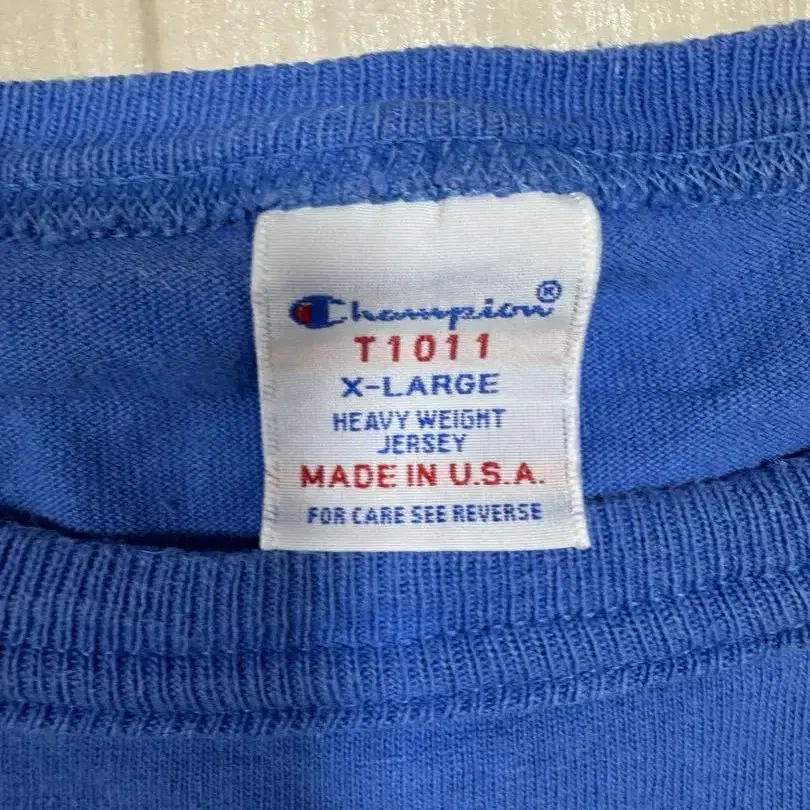 Champion®
T1011
X-LARGE
HEAVY WEIGHT
JERSEY
MADE IN U.S.A.
FOR CARE SEE REVERSE